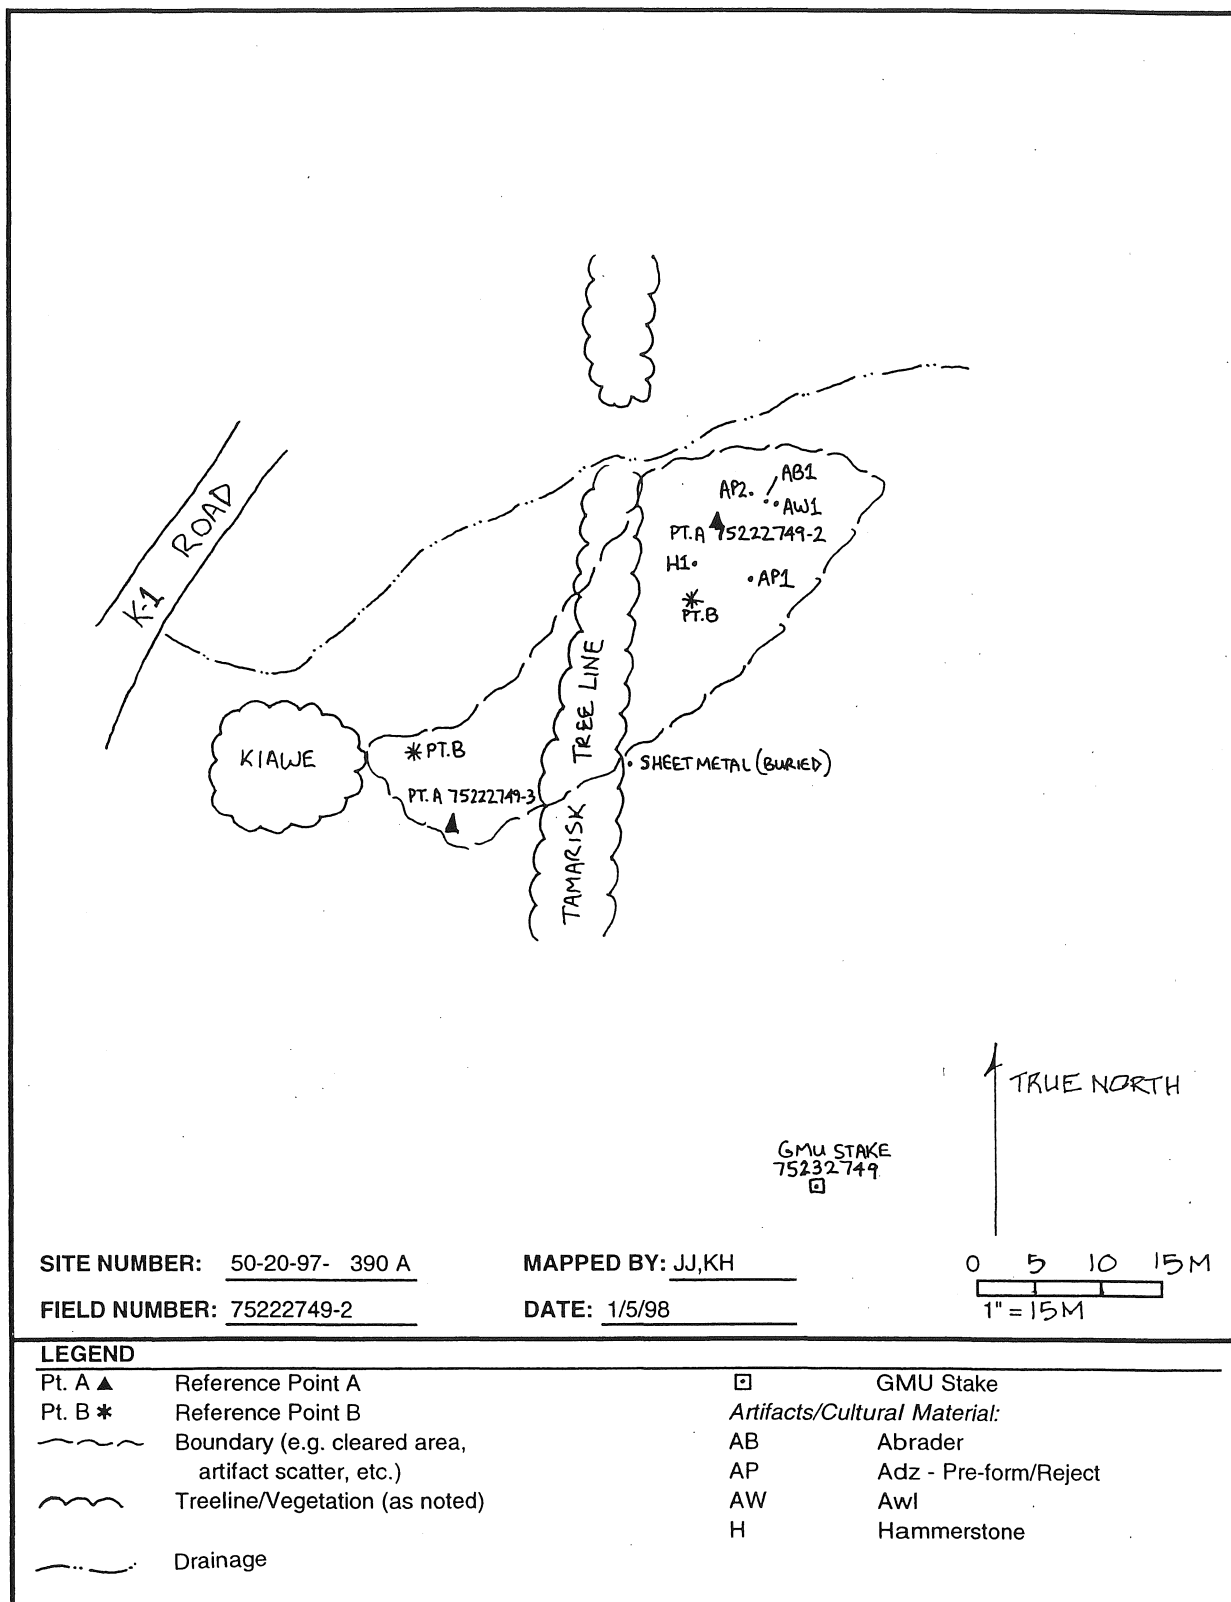 AB1
AP2
AW1
PT.A 75222749-2
H1
AP1
PT.B
K-1 ROAD
TAMARISK TREE LINE
KIAWE
PT.B
SHEET METAL (BURIED)
PT. A 75222749-3
TRUE NORTH
GMU STAKE
75232749
SITE NUMBER: 50-20-97- 390 A
MAPPED BY: JJ,KH
0 5 10 15M
1" = 15M
FIELD NUMBER: 75222749-2
DATE: 1/5/98
LEGEND
Pt. A ▲ Reference Point A
Pt. B * Reference Point B
Boundary (e.g. cleared area,
artifact scatter, etc.)
Treeline/Vegetation (as noted)
Drainage
GMU Stake
Artifacts/Cultural Material:
AB Abrader
AP Adz - Pre-form/Reject
AW Awl
H Hammerstone